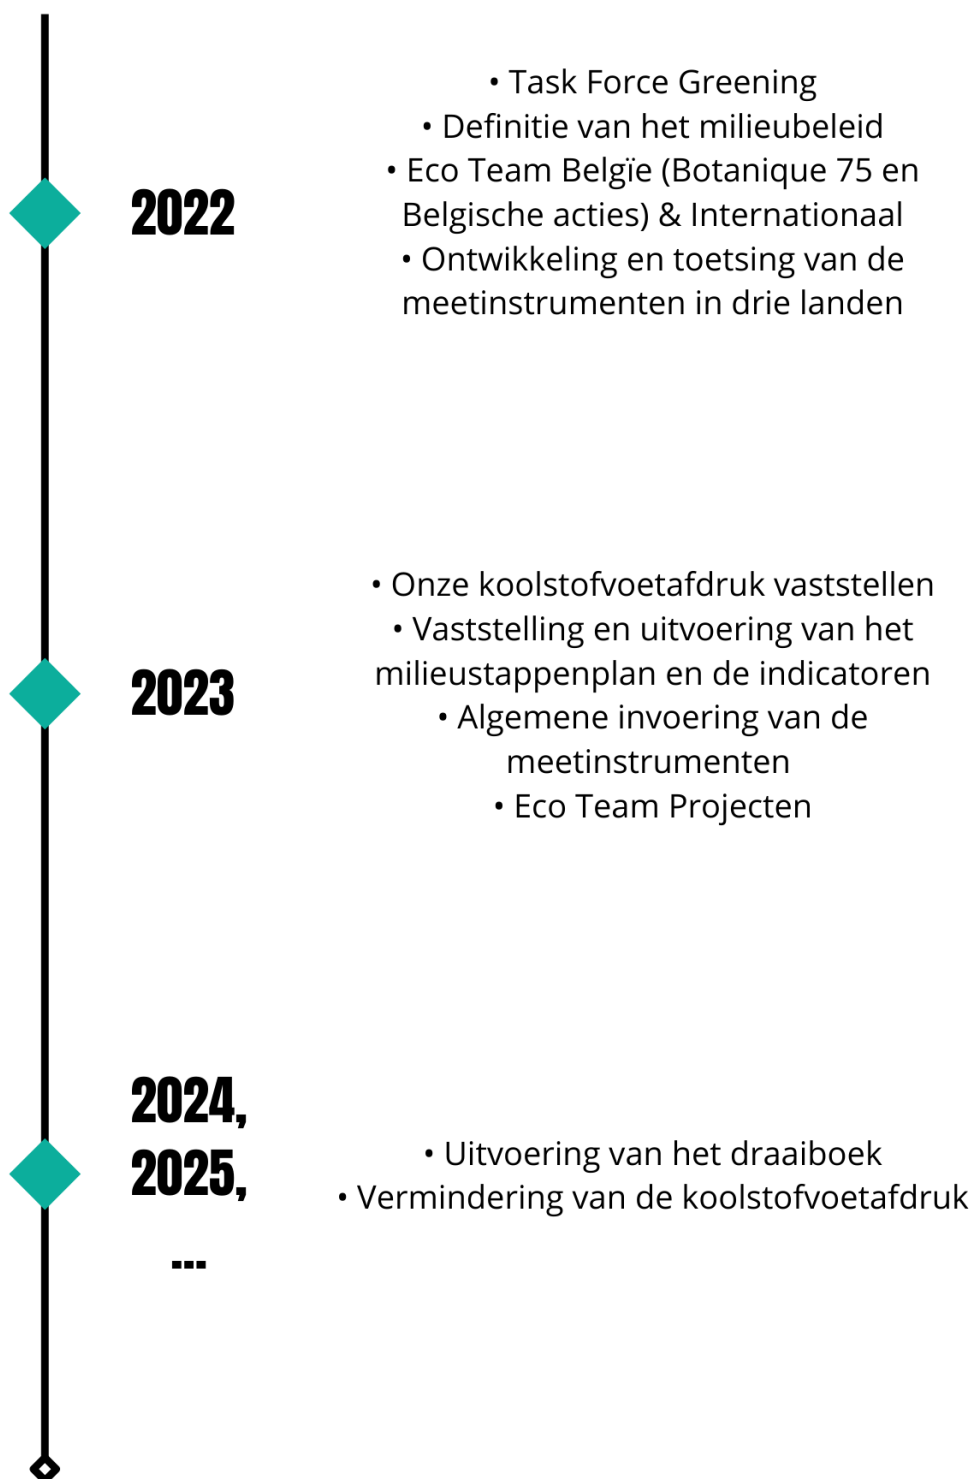 2022
• Task Force Greening
• Definitie van het milieubeleid
• Eco Team Belgïe (Botanique 75 en
Belgische acties) & Internationaal
• Ontwikkeling en toetsing van de
meetinstrumenten in drie landen
2023
• Onze koolstofvoetafdruk vaststellen
• Vaststelling en uitvoering van het
milieustappenplan en de indicatoren
• Algemene invoering van de
meetinstrumenten
• Eco Team Projecten
2024,
2025,
...
• Uitvoering van het draaiboek
• Vermindering van de koolstofvoetafdruk